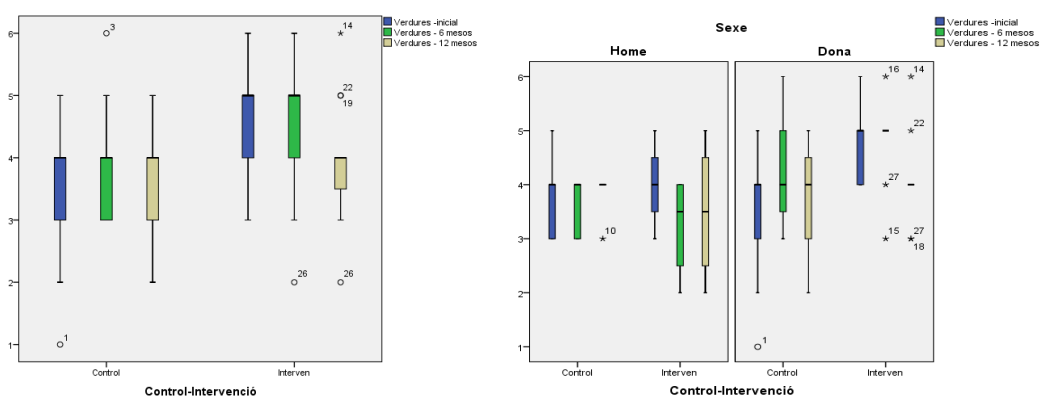 Verdures -inicial
Verdures - 6 mesos
Verdures - 12 mesos
6
5
4
3
2
1
3
1
14
22
19
26
26
Control
Interven
Control-Intervenció
Sexe
Home
Dona
Verdures -inicial
Verdures - 6 mesos
Verdures - 12 mesos
6
5
4
3
2
1
10
1
16
14
22
27
15
27
18
Control
Interven
Control
Interven
Control-Intervenció